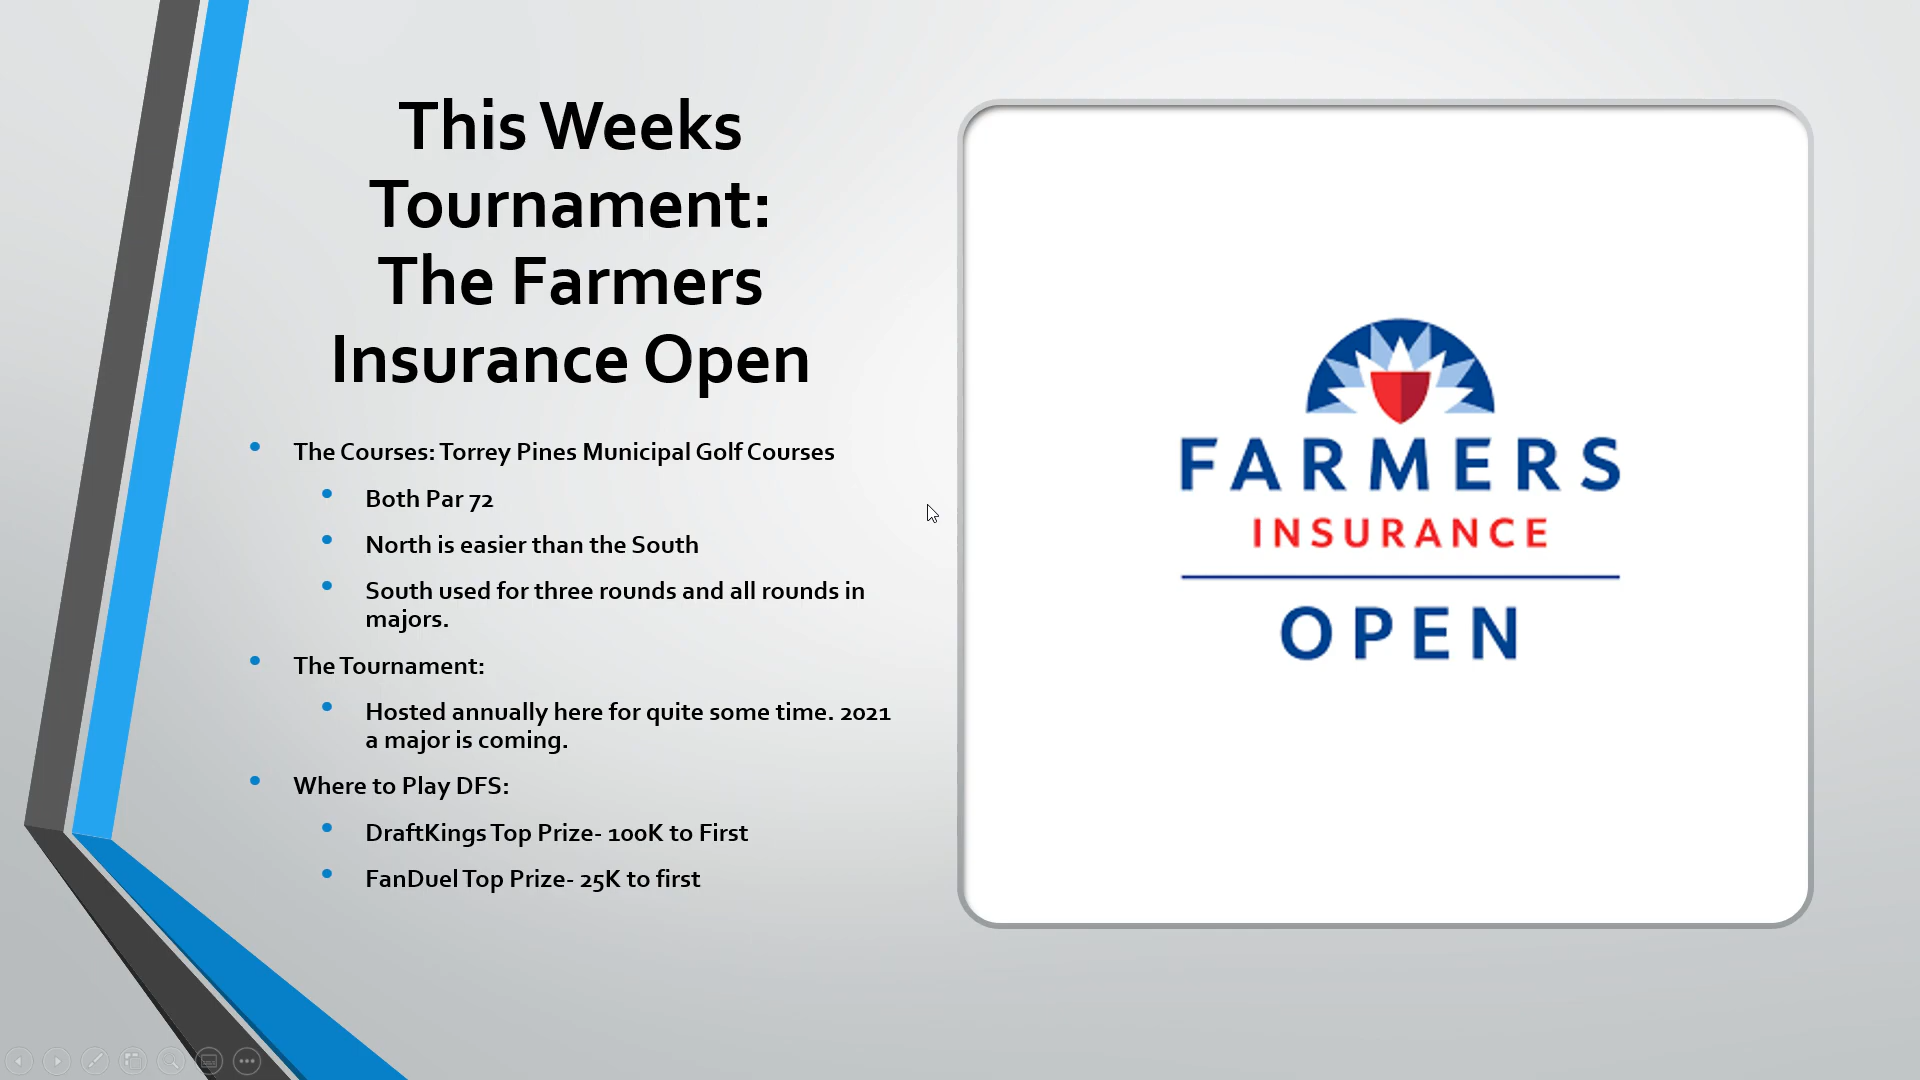 This Weeks
Tournament:
The Farmers
Insurance Open
The Courses: Torrey Pines Municipal Golf Courses
Both Par 72
North is easier than the South
South used for three rounds and all rounds in
majors.
The Tournament:
Hosted annually here for quite some time. 2021
a major is coming.
Where to Play DFS:
DraftKings Top Prize- 100K to First
FanDuel Top Prize- 25K to first
FARMERS
INSURANCE
OPEN